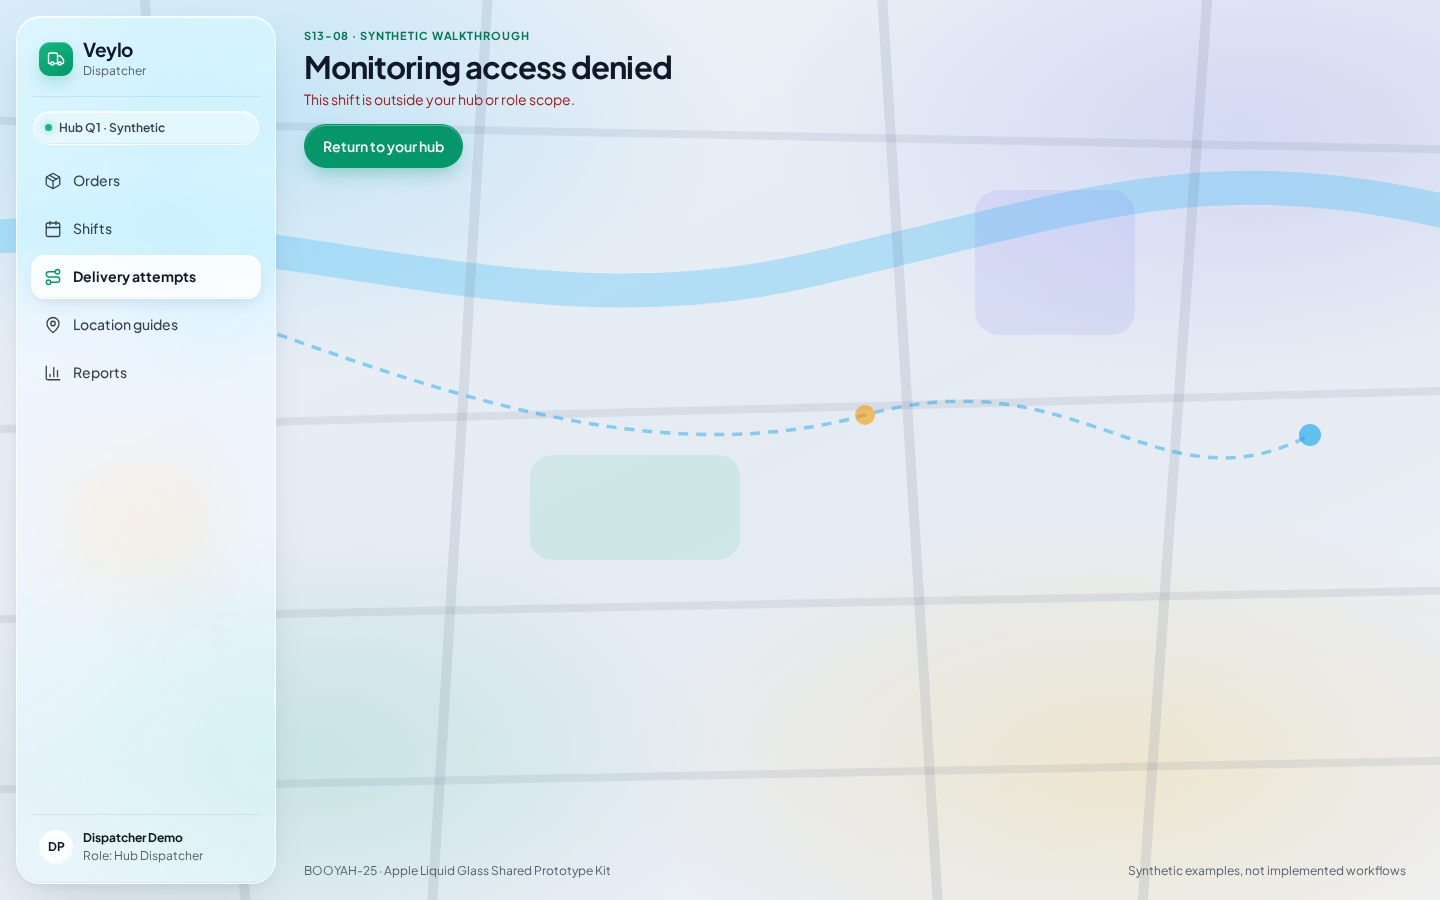 Veylo
Dispatcher
Hub Q1 · Synthetic
Orders
Shifts
Delivery attempts
Location guides
Reports
DP
Dispatcher Demo
Role: Hub Dispatcher
S13-08 · SYNTHETIC WALKTHROUGH
Monitoring access denied
This shift is outside your hub or role scope.
Return to your hub
BOOYAH-25 · Apple Liquid Glass Shared Prototype Kit
Synthetic examples, not implemented workflows